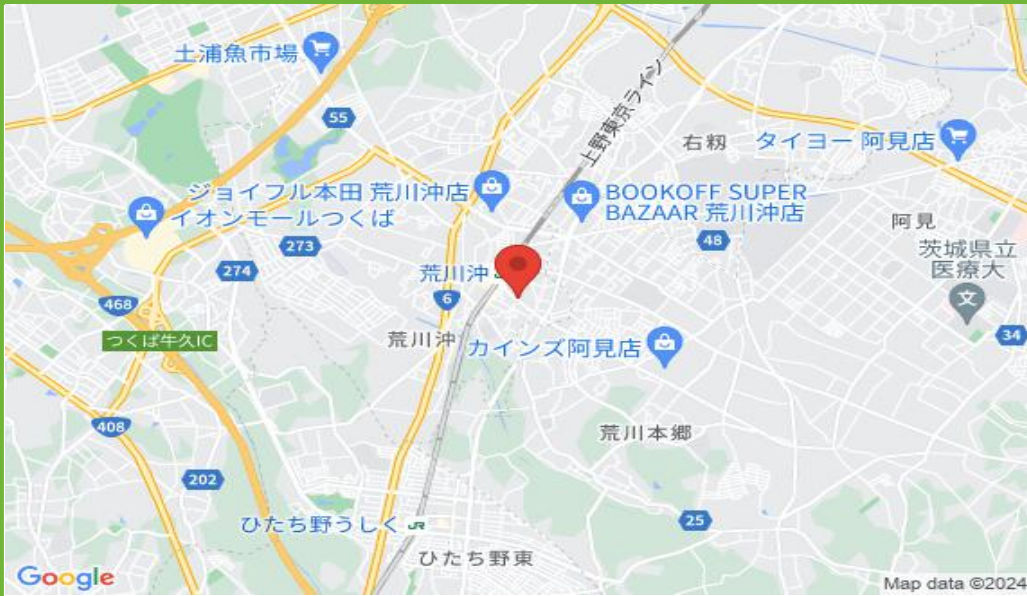 土浦魚市場
55
上野東京ライン
右籾
タイヨー 阿見店
ジョイフル本田 荒川沖店
イオンモールつくば
BOOKOFF SUPER
BAZAAR 荒川沖店
阿見
273
48
274
荒川沖
茨城県立
医療大
文
468
6
つくば牛久IC
荒川沖
カインズ阿見店
34
408
荒川本郷
202
25
ひたち野うしく JR
ひたち野東
Google
Map data ©2024